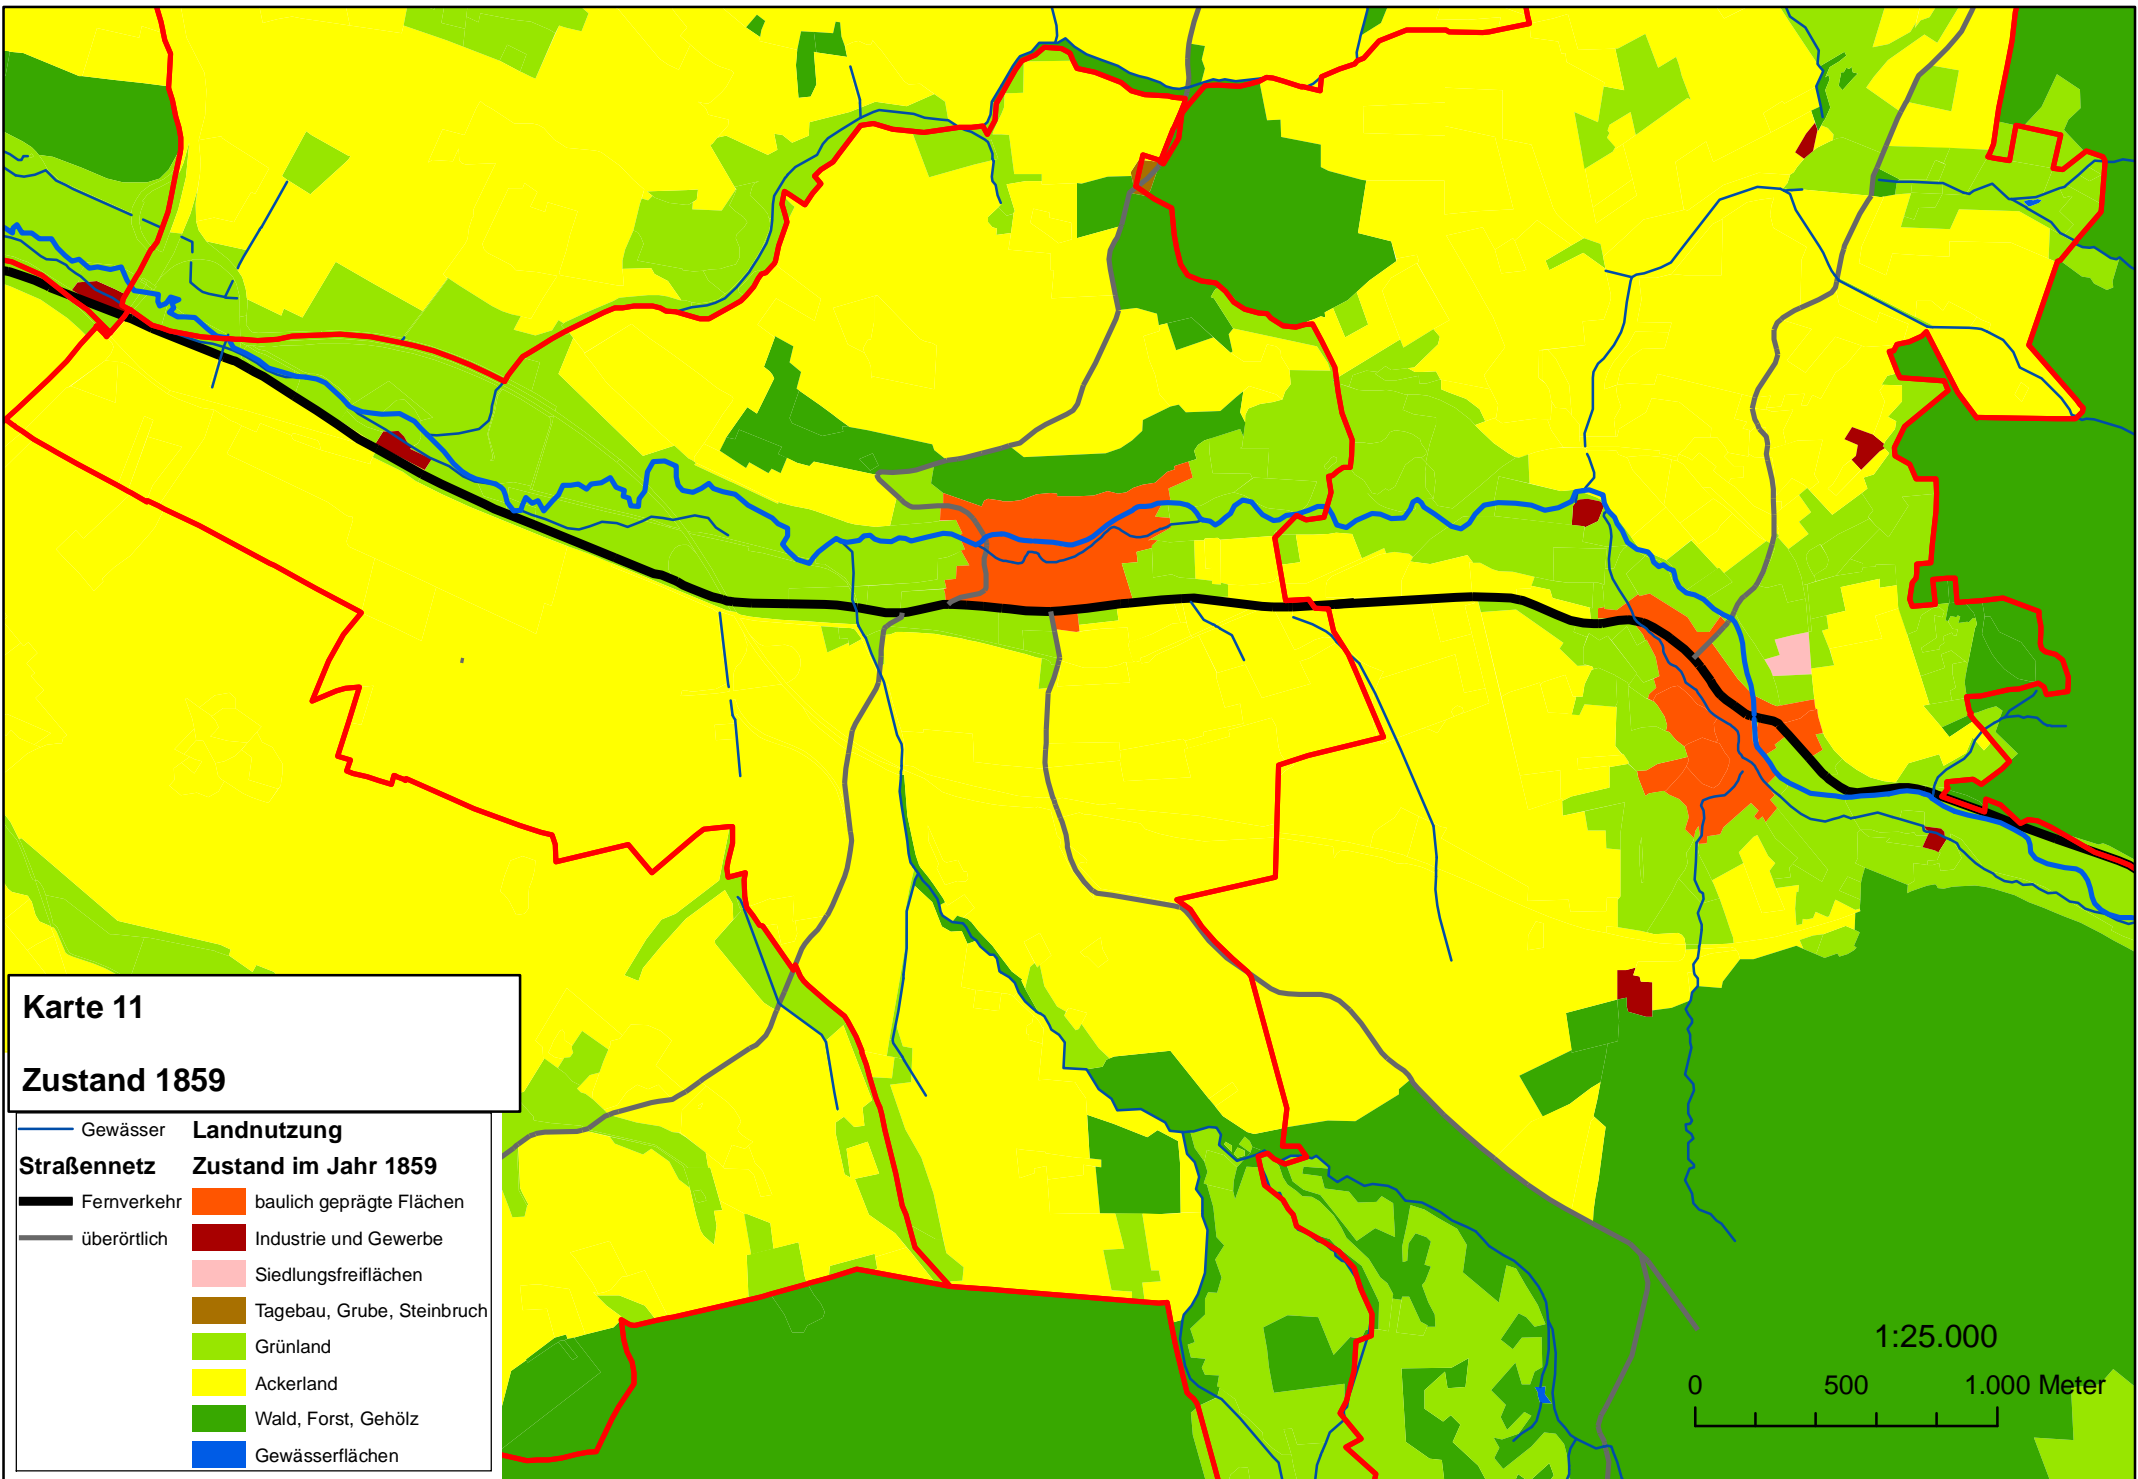 Karte 11
Zustand 1859
Gewässer
Straßennetz
Fernverkehr
überörtlich
Landnutzung
Zustand im Jahr 1859
baulich geprägte Flächen
Industrie und Gewerbe
Siedlungsfreiflächen
Tagebau, Grube, Steinbruch
Grünland
Ackerland
Wald, Forst, Gehölz
Gewässerflächen
1:25.000
0 500 1.000 Meter